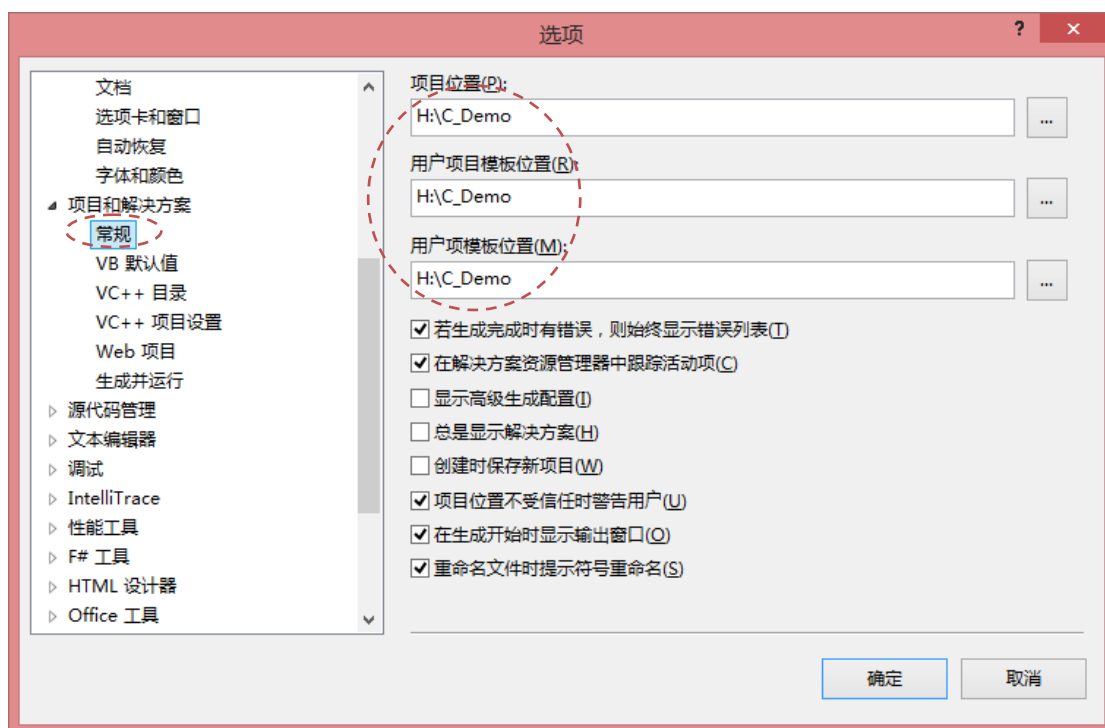 选项
?
×
文档
选项卡和窗口
自动恢复
字体和颜色
项目和解决方案
常规
VB 默认值
VC++ 目录
VC++ 项目设置
Web 项目
生成并运行
源代码管理
文本编辑器
调试
IntelliTrace
性能工具
F# 工具
HTML 设计器
Office 工具
项目位置(P):
H:\C_Demo
...
用户项目模板位置(R):
H:\C_Demo
...
用户项模板位置(M):
H:\C_Demo
...
若生成完成时有错误，则始终显示错误列表(T)
在解决方案资源管理器中跟踪活动项(C)
显示高级生成配置(I)
总是显示解决方案(H)
创建时保存新项目(W)
项目位置不受信任时警告用户(U)
在生成开始时显示输出窗口(O)
重命名文件时提示符号重命名(S)
确定
取消